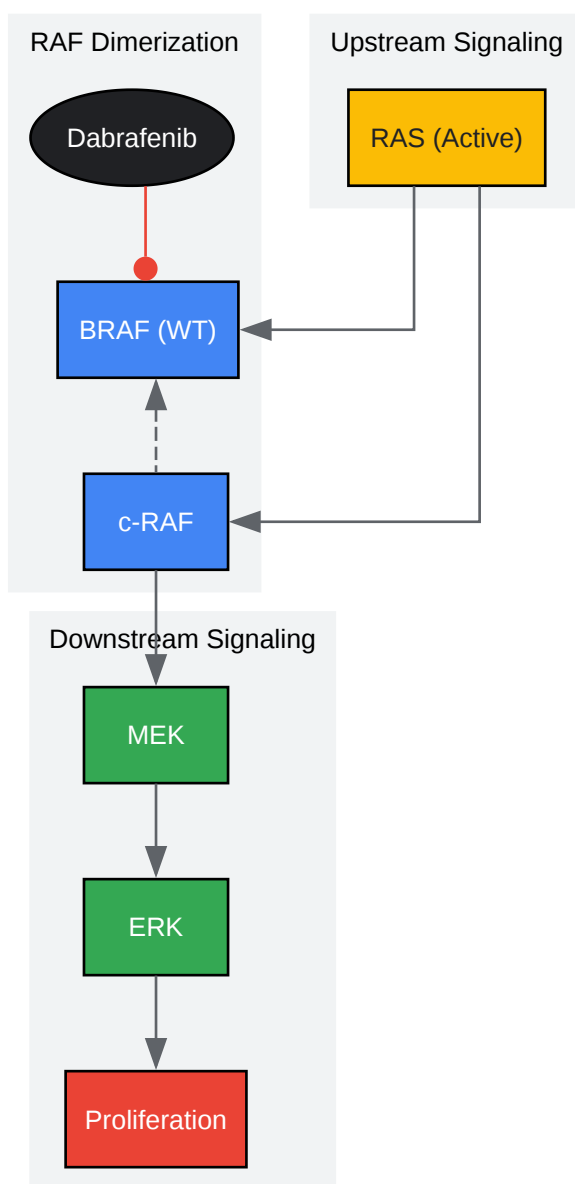 RAF Dimerization
Upstream Signaling
Dabrafenib
RAS (Active)
BRAF (WT)
c-RAF
Downstream Signaling
MEK
ERK
Proliferation